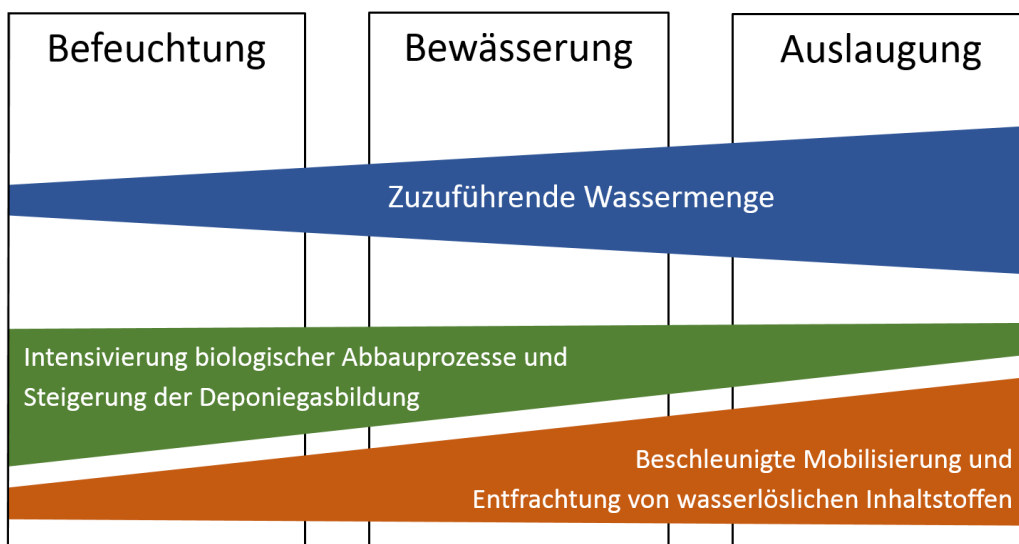 Befeuchtung
Bewässerung
Auslaugung
Zuzuführende Wassermenge
Intensivierung biologischer Abbauprozesse und
Steigerung der Deponiegasbildung
Beschleunigte Mobilisierung und
Entfrachtung von wasserlöslichen Inhaltstoffen